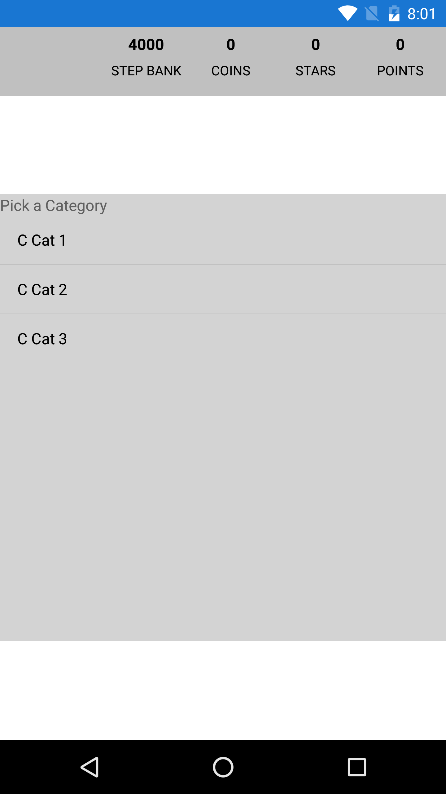 8:01
4000 0 0 0
STEP BANK COINS STARS POINTS
Pick a Category
C Cat 1
C Cat 2
C Cat 3